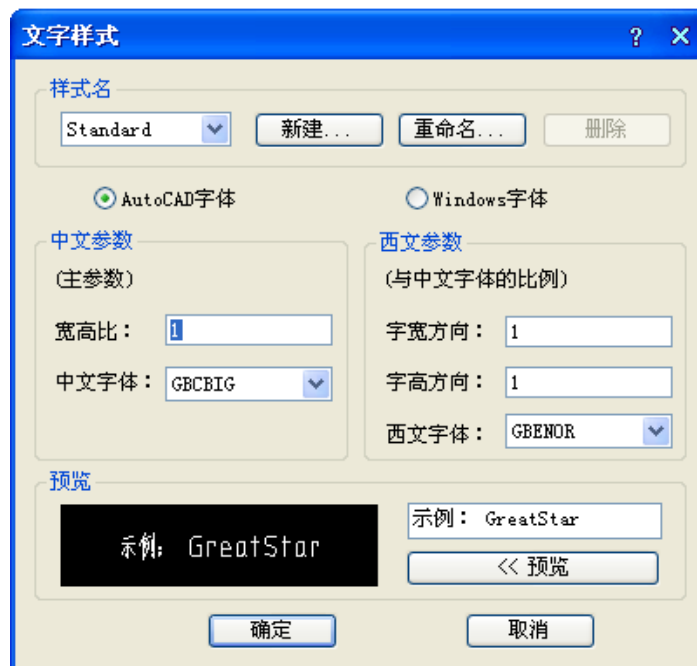 文字样式
样式名
Standard 新建... 重命名... 删除
AutoCAD字体 Windows字体
中文参数
(主参数)
宽高比： 1
中文字体： GBCBIG
西文参数
(与中文字体的比例)
字宽方向： 1
字高方向： 1
西文字体： GBENOR
预览
示例： GreatStar
示例： GreatStar
<< 预览
确定 取消